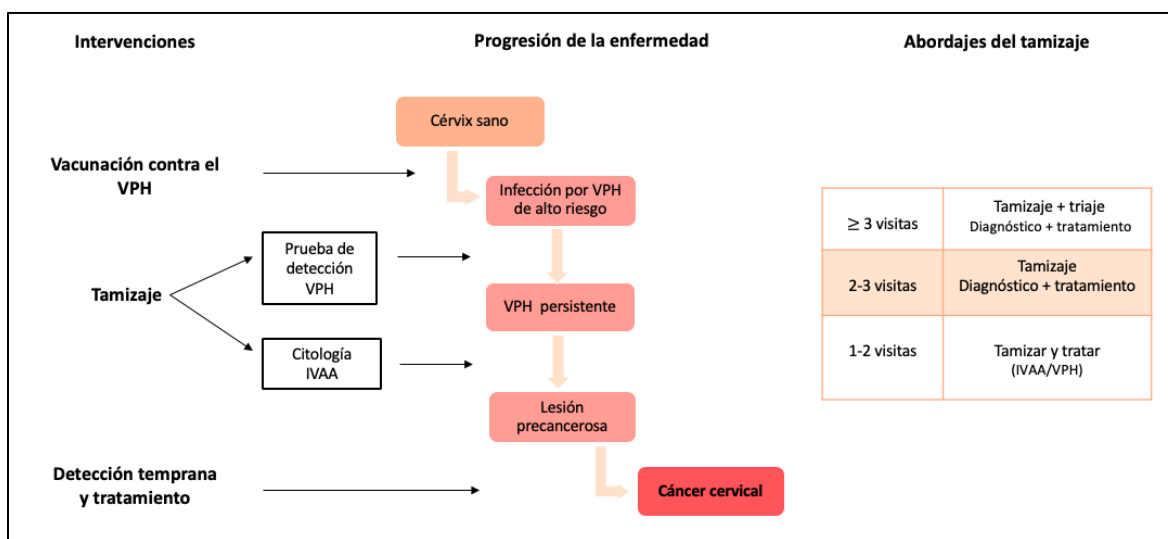 Intervenciones
Progresión de la enfermedad
Abordajes del tamizaje
Cérvix sano
Vacunación contra el
VPH
Infección por VPH
de alto riesgo
Prueba de
detección
VPH
Tamizaje
VPH persistente
Citología
IVAA
Lesión
precancerosa
Detección temprana
y tratamiento
Cáncer cervical
≥ 3 visitas
Tamizaje + triaje
Diagnóstico + tratamiento
2-3 visitas
Tamizaje
Diagnóstico + tratamiento
1-2 visitas
Tamizar y tratar
(IVAA/VPH)